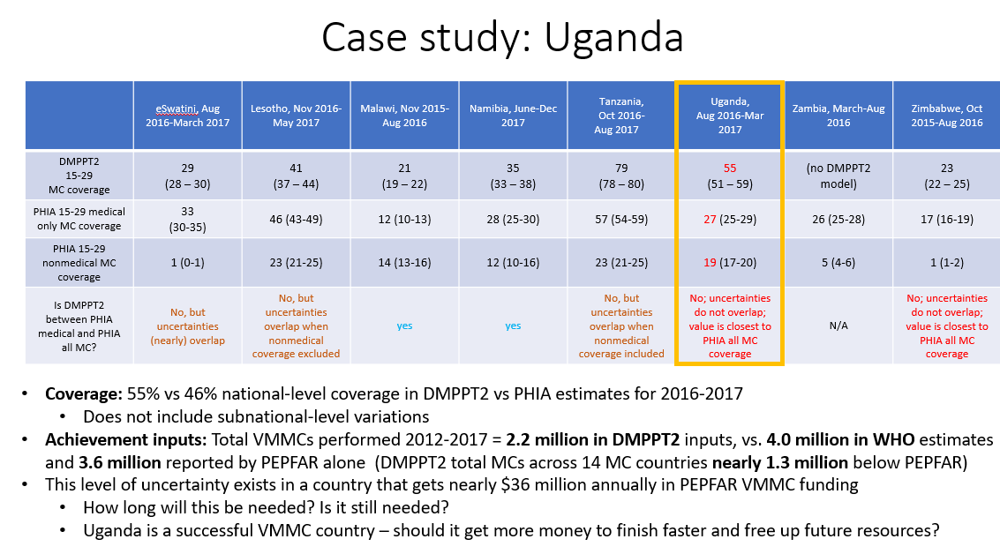 Case study: Uganda
eSwatini, Aug
2016-March 2017
Lesotho, Nov 2016-
May 2017
Malawi, Nov 2015-
Aug 2016
Namibia, June-Dec
2017
Tanzania,
Oct 2016-
Aug 2017
Uganda,
Aug 2016-Mar
2017
Zambia, March-Aug
2016
Zimbabwe, Oct
2015-Aug 2016
DMPPT2
15-29
MC coverage
29
(28 – 30)
41
(37 – 44)
21
(19 – 22)
35
(33 – 38)
79
(78 – 80)
55
(51 – 59)
(no DMPPT2
model)
23
(22 – 25)
PHIA 15-29 medical
only MC coverage
33
(30-35)
46 (43-49)
12 (10-13)
28 (25-30)
57 (54-59)
27 (25-29)
26 (25-28)
17 (16-19)
PHIA 15-29
nonmedical MC
coverage
1 (0-1)
23 (21-25)
14 (13-16)
12 (10-16)
23 (21-25)
19 (17-20)
5 (4-6)
1 (1-2)
Is DMPPT2
between PHIA
medical and PHIA
all MC?
No, but
uncertainties
(nearly) overlap
No, but
uncertainties
overlap when
nonmedical
coverage excluded
yes
yes
No, but
uncertainties
overlap when
nonmedical
coverage included
No; uncertainties
do not overlap;
value is closest to
PHIA all MC
coverage
N/A
No; uncertainties
do not overlap;
value is closest to
PHIA all MC
coverage
• Coverage: 55% vs 46% national-level coverage in DMPPT2 vs PHIA estimates for 2016-2017
• Does not include subnational-level variations
• Achievement inputs: Total VMMCs performed 2012-2017 = 2.2 million in DMPPT2 inputs, vs. 4.0 million in WHO estimates
and 3.6 million reported by PEPFAR alone (DMPPT2 total MCs across 14 MC countries nearly 1.3 million below PEPFAR)
• This level of uncertainty exists in a country that gets nearly $36 million annually in PEPFAR VMMC funding
• How long will this be needed? Is it still needed?
• Uganda is a successful VMMC country – should it get more money to finish faster and free up future resources?